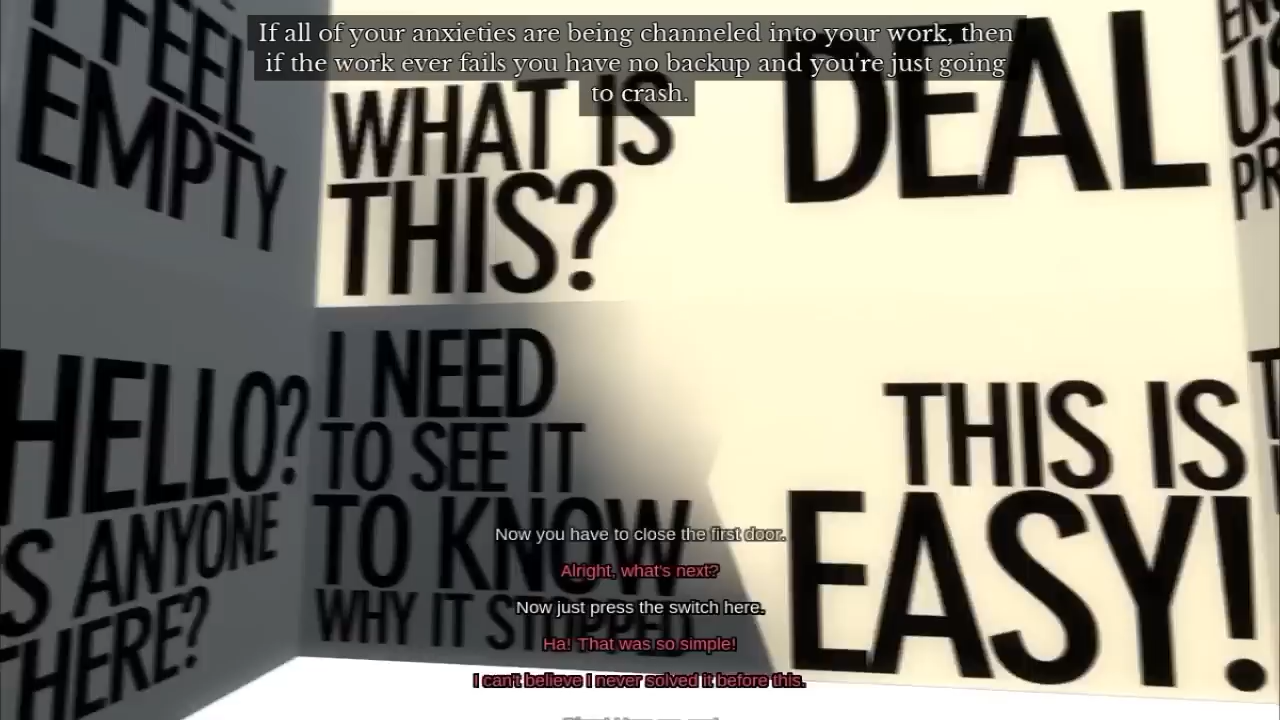 If all of your anxieties are being channeled into your work, then
if the work ever fails you have no backup and you're just going
to crash.
I FEEL
EMPTY
WHAT IS
THIS?
DEAL
HELLO?
IS ANYONE
THERE?
I NEED
TO SEE IT
TO KNOW
WHY IT STOPPED
THIS IS
EASY!
Now you have to close the first door.
Alright, what's next?
Now just press the switch here.
Ha! That was so simple!
I can't believe I never solved it before this.